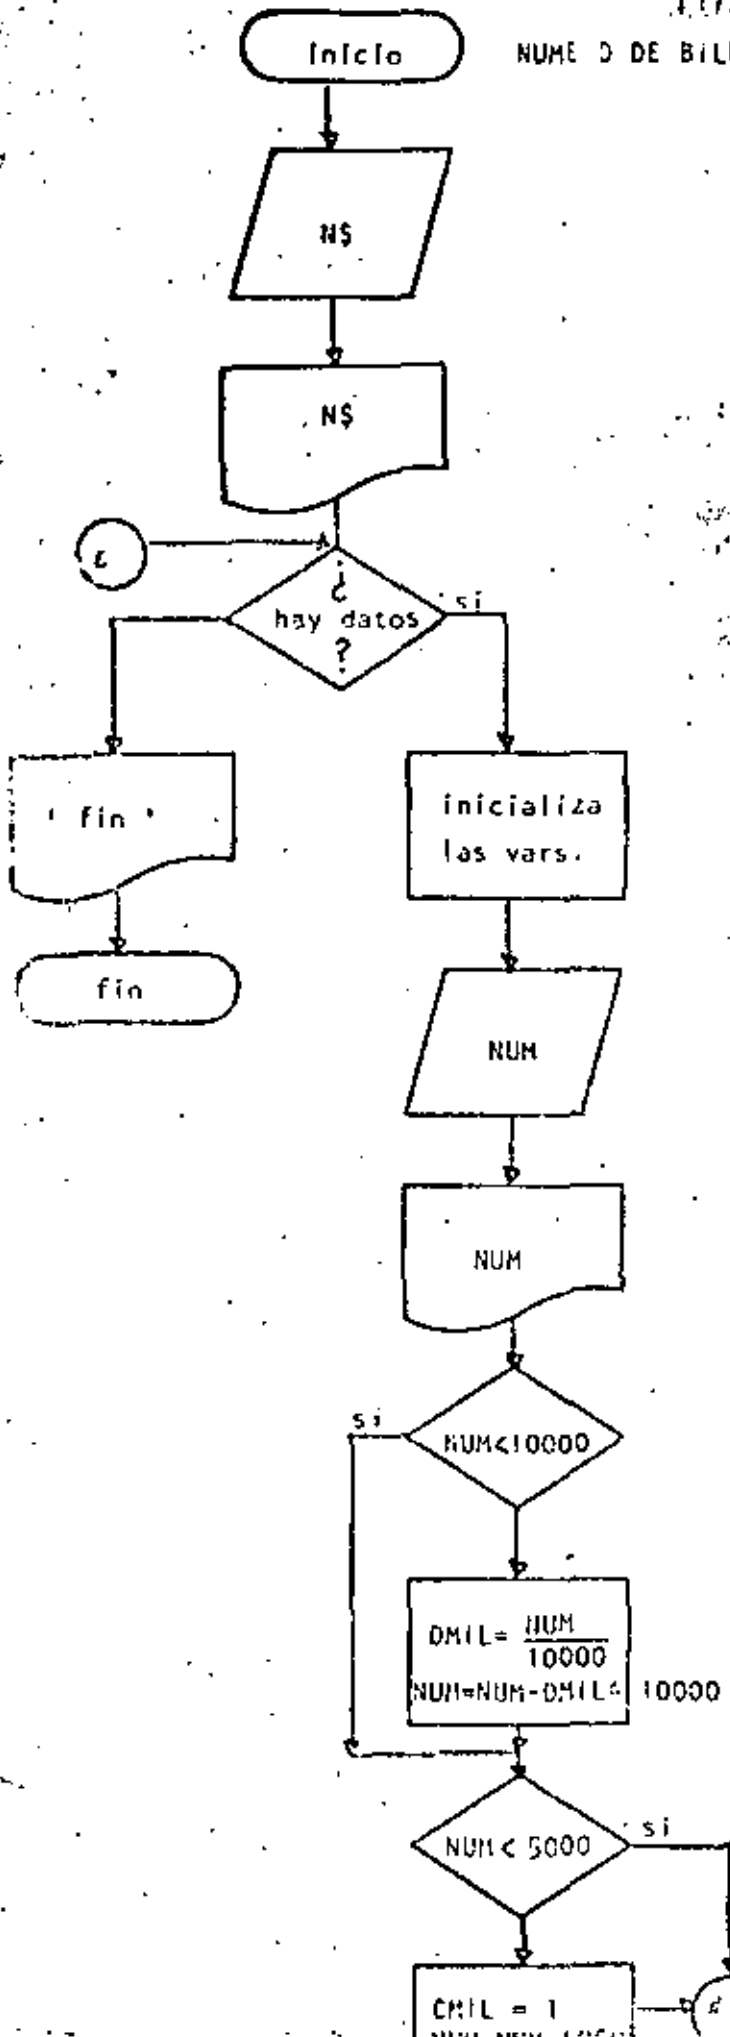 inicio
NUME O DE BILL
N$
N$
¿
hay datos
?
si
' fin '
inicializa
las vars.
fin
NUM
NUM
si
NUM<10000
DMIL= NUM
10000
NUM=NUM-DMIL* 10000
NUM< 5000
si
CMIL = 1